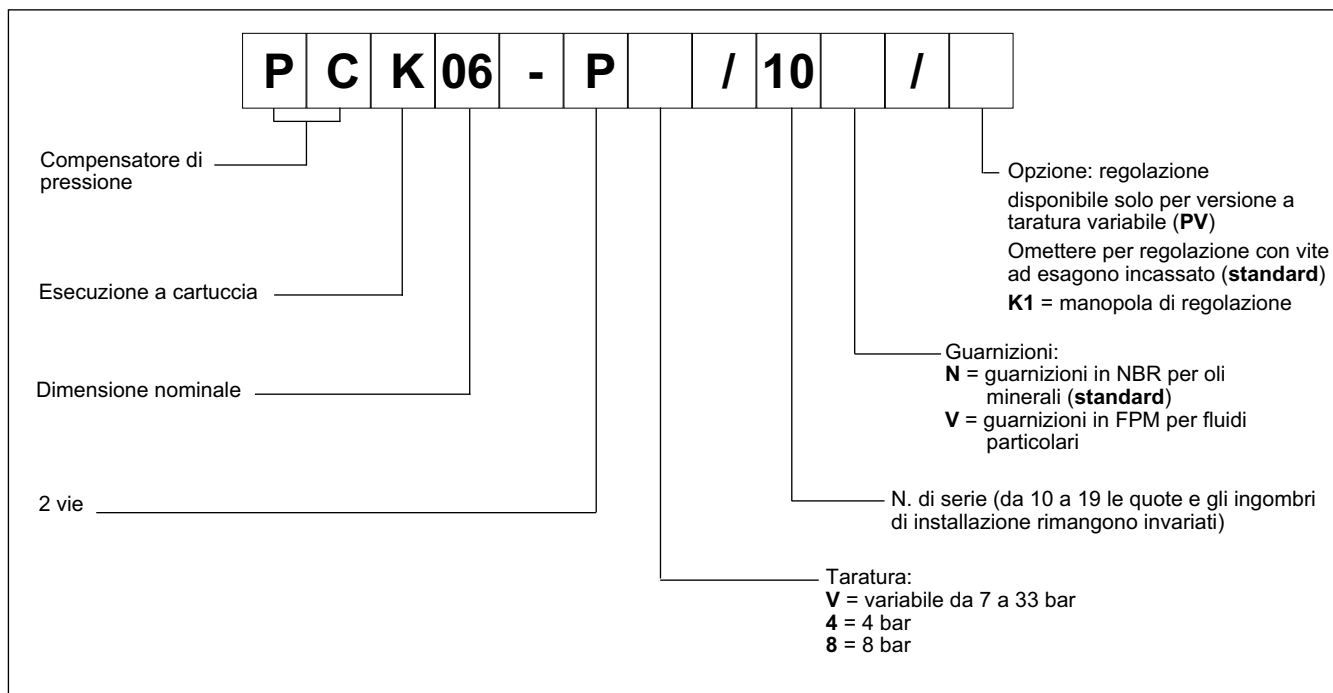 P C K 06 - P / 10 /
Compensatore di
pressione
Esecuzione a cartuccia
Dimensione nominale
2 vie
Opzione: regolazione
disponibile solo per versione a
taratura variabile (PV)
Omettere per regolazione con vite
ad esagono incassato (standard)
K1 = manopola di regolazione
Guarnizioni:
N = guarnizioni in NBR per oli
minerali (standard)
V = guarnizioni in FPM per fluidi
particolari
N. di serie (da 10 a 19 le quote e gli ingombri
di installazione rimangono invariati)
Taratura:
V = variabile da 7 a 33 bar
4 = 4 bar
8 = 8 bar